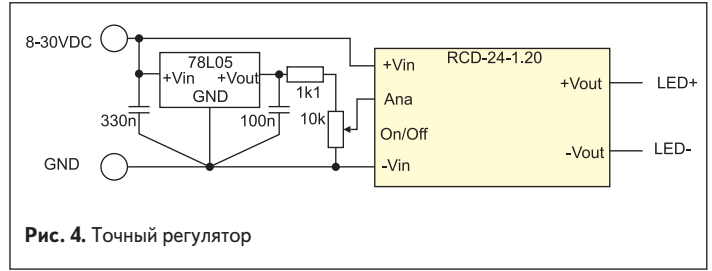 8-30VDC
78L05
+Vin +Vout
GND
330n
100n
1k1
10k
GND
RCD-24-1.20
+Vin
Ana
On/Off
-Vin
+Vout
-Vout
LED+
LED-
Рис. 4. Точный регулятор